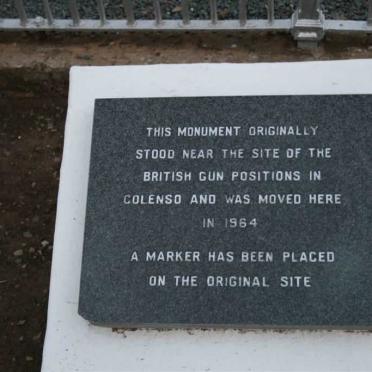 THIS MONUMENT ORIGINALLY
STOOD NEAR THE SITE OF THE
BRITISH GUN POSITIONS IN
COLENSO AND WAS MOVED HERE
IN 1964
A MARKER HAS BEEN PLACED
ON THE ORIGINAL SITE